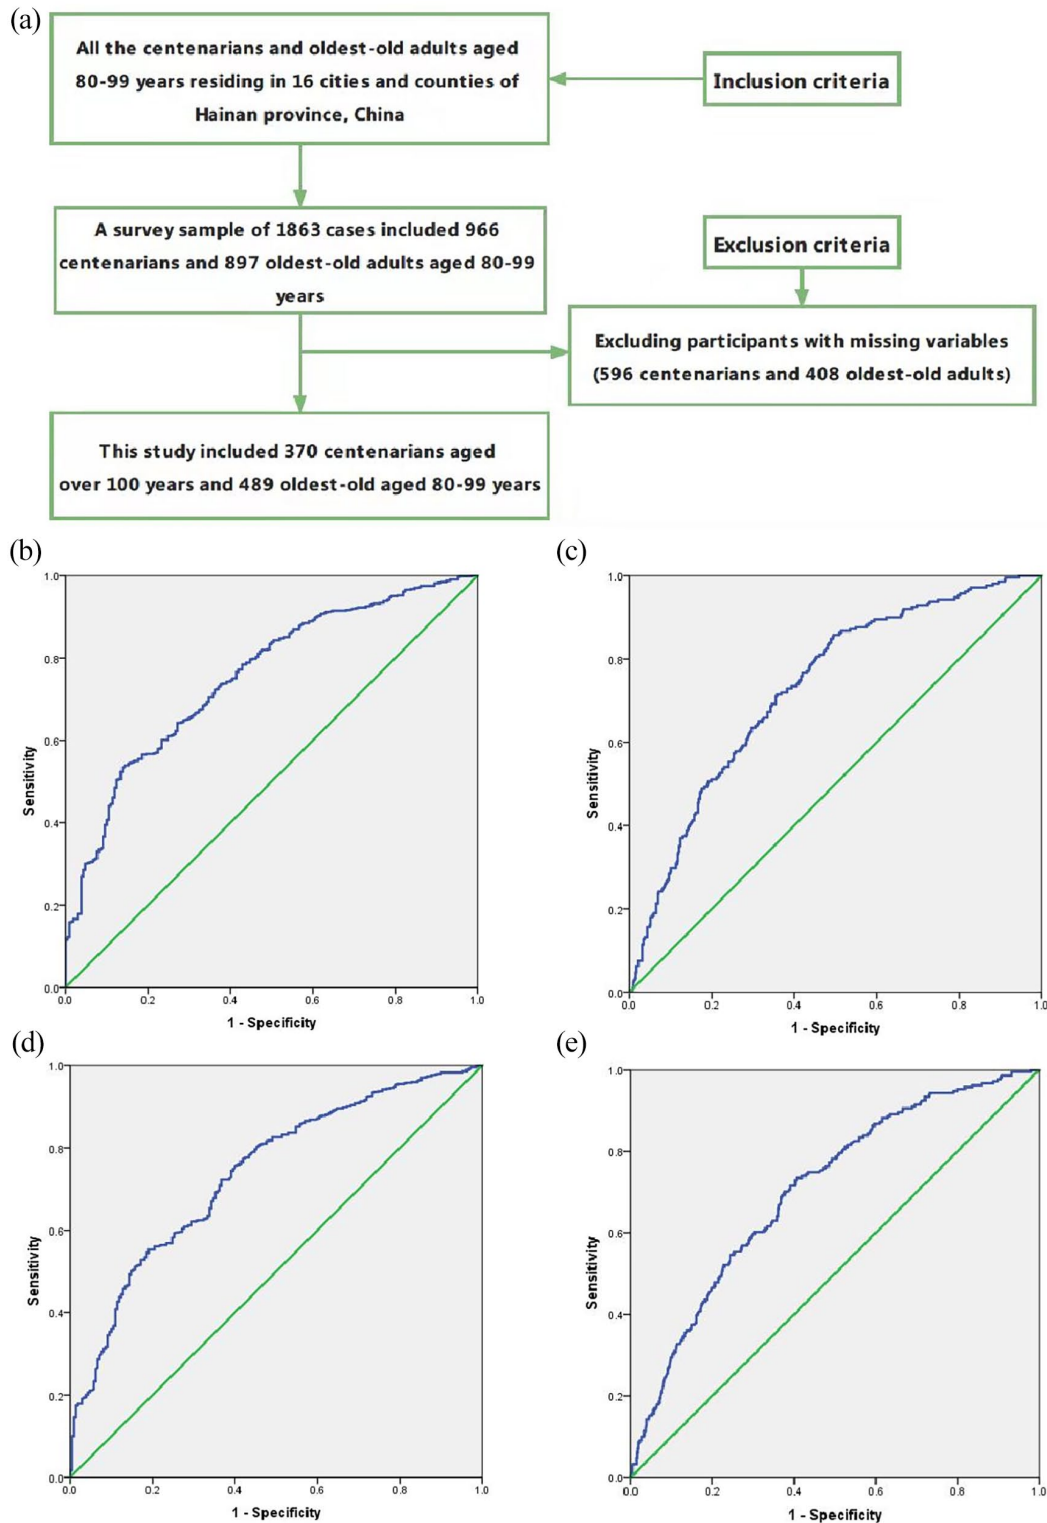 (a)
All the centenarians and oldest-old adults aged
80-99 years residing in 16 cities and counties of
Hainan province, China
Inclusion criteria
A survey sample of 1863 cases included 966
centenarians and 897 oldest-old adults aged 80-99
years
Exclusion criteria
Excluding participants with missing variables
(596 centenarians and 408 oldest-old adults)
This study included 370 centenarians aged
over 100 years and 489 oldest-old aged 80-99 years
(b)
1.0
0.8
0.6
0.4
0.2
0.0
Sensitivity
0.0 0.2 0.4 0.6 0.8 1.0
1 - Specificity
(c)
1.0
0.8
0.6
0.4
0.2
0.0
Sensitivity
0.0 0.2 0.4 0.6 0.8 1.0
1 - Specificity
(d)
1.0
0.8
0.6
0.4
0.2
0.0
Sensitivity
0.0 0.2 0.4 0.6 0.8 1.0
1 - Specificity
(e)
1.0
0.8
0.6
0.4
0.2
0.0
Sensitivity
0.0 0.2 0.4 0.6 0.8 1.0
1 - Specificity